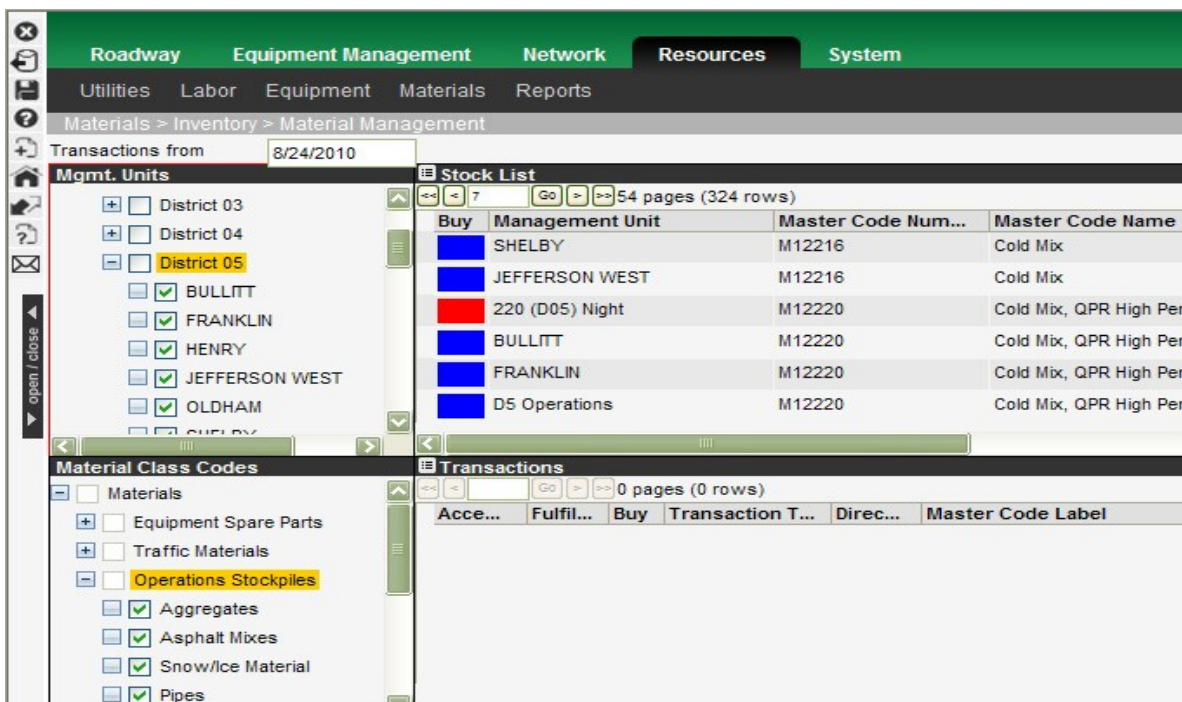 Roadway Equipment Management Network Resources System
Utilities Labor Equipment Materials Reports
Materials > Inventory > Material Management
Transactions from 8/24/2010
Mgmt. Units
District 03
District 04
District 05
BULLITT
FRANKLIN
HENRY
JEFFERSON WEST
OLDHAM
open / close
Stock List
<< < 7 Go > >> 54 pages (324 rows)
Buy Management Unit Master Code Num... Master Code Name
SHELBY M12216 Cold Mix
JEFFERSON WEST M12216 Cold Mix
220 (D05) Night M12220 Cold Mix, QPR High Per
BULLITT M12220 Cold Mix, QPR High Per
FRANKLIN M12220 Cold Mix, QPR High Per
D5 Operations M12220 Cold Mix, QPR High Per
Material Class Codes
Materials
Equipment Spare Parts
Traffic Materials
Operations Stockpiles
Aggregates
Asphalt Mixes
Snow/Ice Material
Pipes
Transactions
<< < Go > >> 0 pages (0 rows)
Acce... Fulfil... Buy Transaction T... Direc... Master Code Label